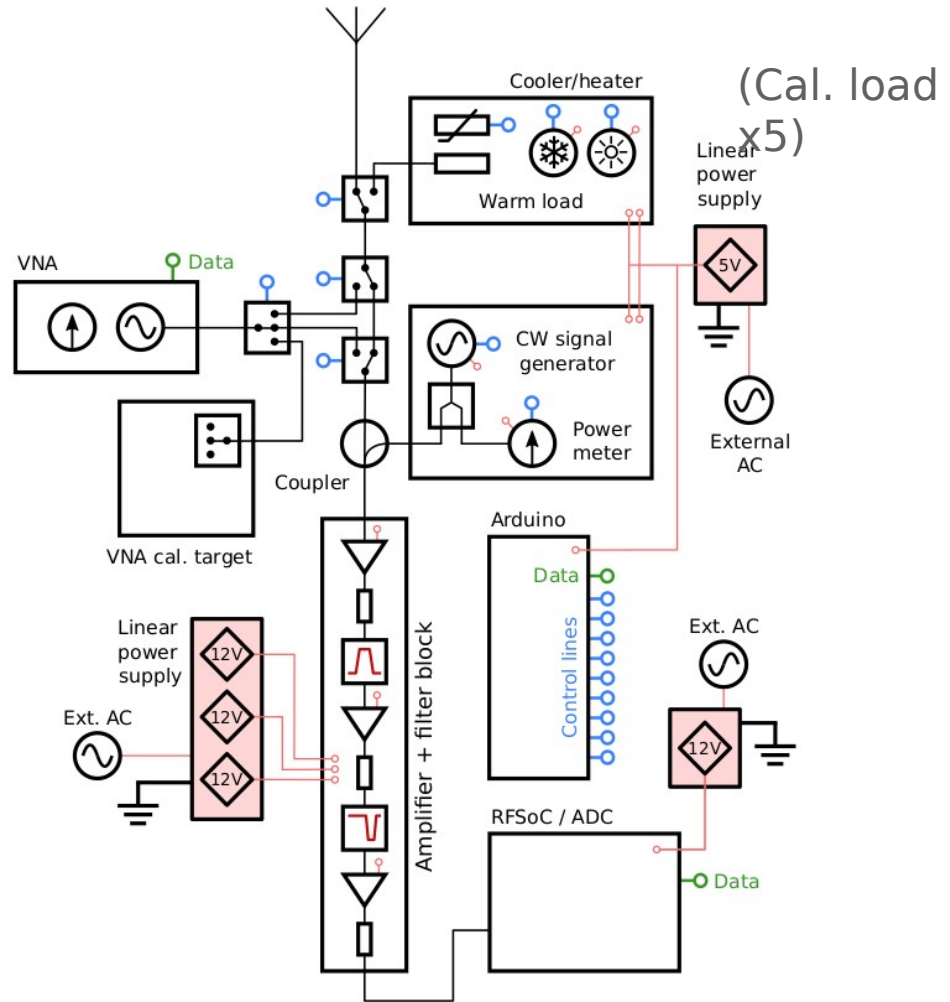 Cooler/heater
(Cal. load
x5)
Warm load
Linear
power
supply
5V
VNA
Data
CW signal
generator
Power
meter
External
AC
Coupler
VNA cal. target
Arduino
Data
Control lines
Linear
power
supply
12V
12V
12V
Ext. AC
Amplifier + filter block
Ext. AC
12V
RFSoC / ADC
Data